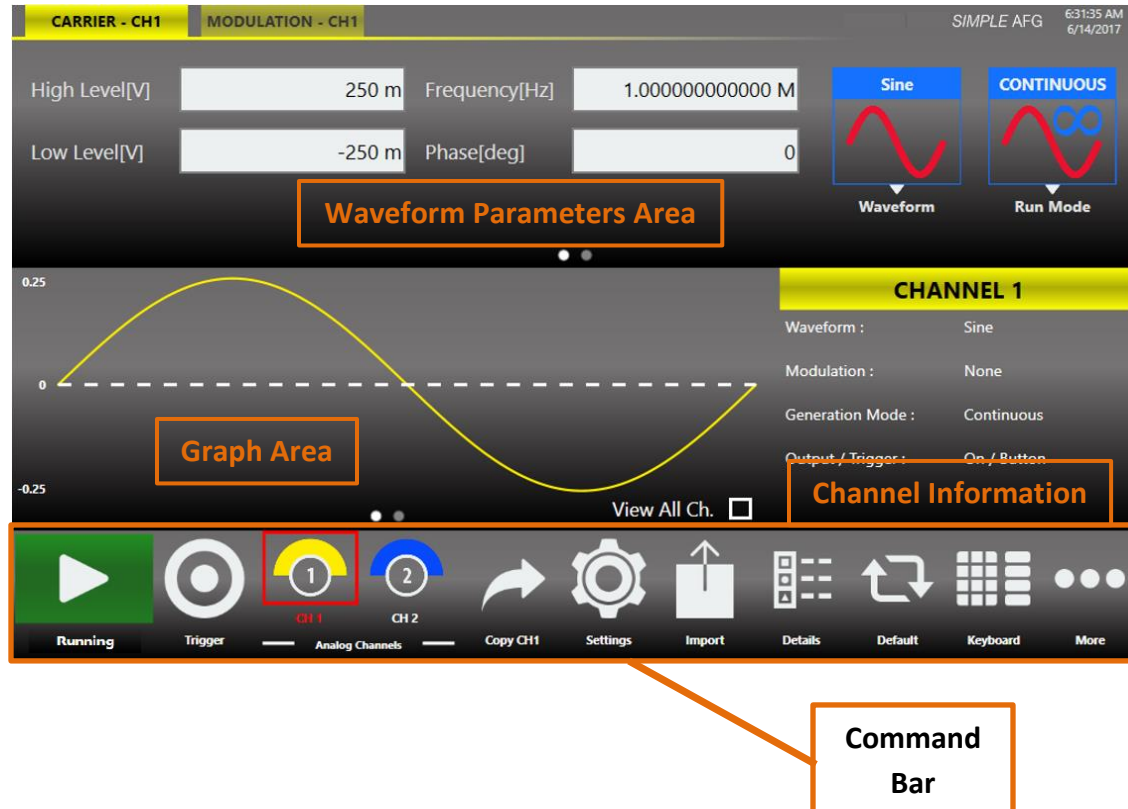 CARRIER - CH1
MODULATION - CH1
SIMPLE AFG
6:31:35 AM
6/14/2017
High Level[V]
250 m
Frequency[Hz]
1.000000000000 M
Low Level[V]
-250 m
Phase[deg]
0
Sine
Waveform
CONTINUOUS
Run Mode
Waveform Parameters Area
0.25
0
-0.25
Graph Area
View All Ch.
CHANNEL 1
Waveform : Sine
Modulation : None
Generation Mode : Continuous
Output / Trigger : On / Button
Channel Information
Running
Trigger
1
CH 1
2
CH 2
Analog Channels
Copy CH1
Settings
Import
Details
Default
Keyboard
More
Command
Bar